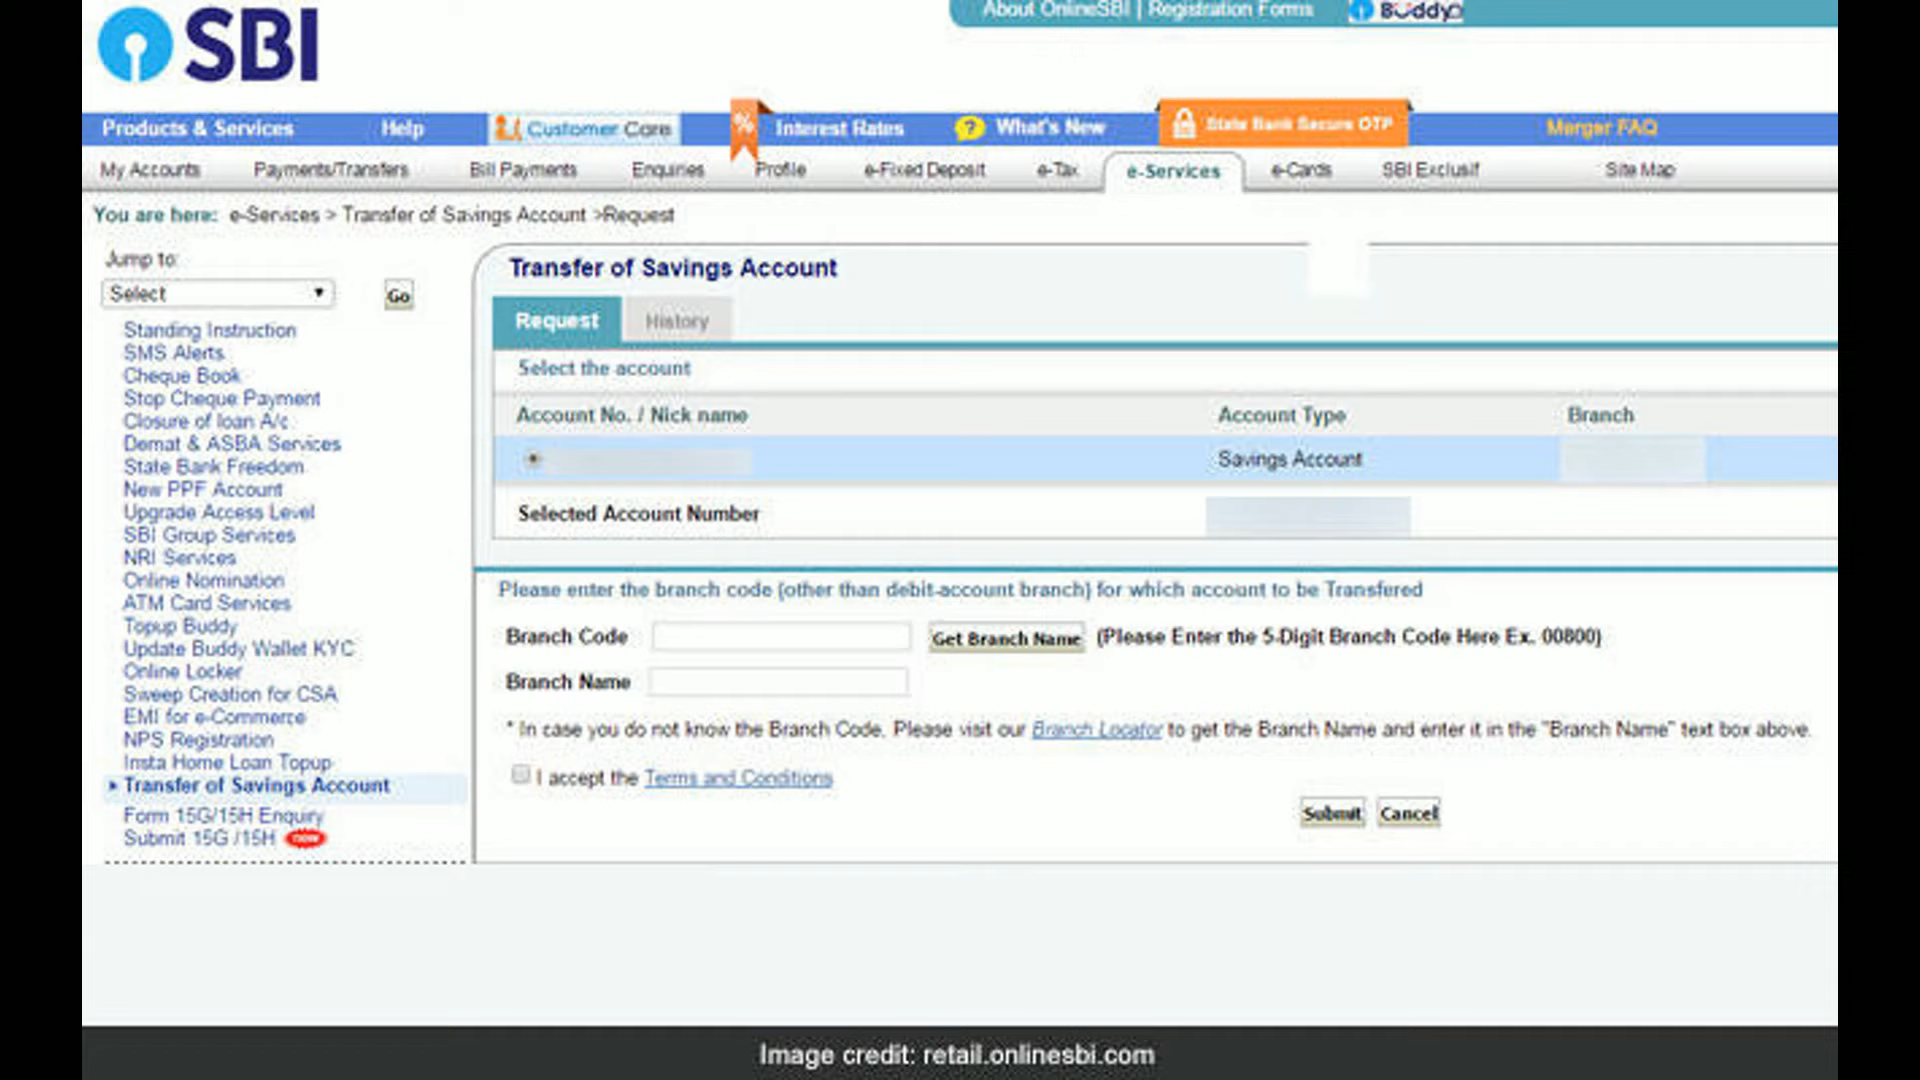 SBI
About OnlineSBI | Registration Forms
Buddy
Products & Services Help Customer Care % Interest Rates ? What's New State Bank Secure OTP Merger FAQ
My Accounts Payments/Transfers Bill Payments Enquiries Profile e-Fixed Deposit e-Tax e-Services e-Cards SBI Exclusif Site Map
You are here: e-Services > Transfer of Savings Account >Request
Jump to:
Select Go
Standing Instruction
SMS Alerts
Cheque Book
Stop Cheque Payment
Closure of loan A/c
Demat & ASBA Services
State Bank Freedom
New PPF Account
Upgrade Access Level
SBI Group Services
NRI Services
Online Nomination
ATM Card Services
Topup Buddy
Update Buddy Wallet KYC
Online Locker
Sweep Creation for CSA
EMI for e-Commerce
NPS Registration
Insta Home Loan Topup
Transfer of Savings Account
Form 15G/15H Enquiry
Submit 15G /15H new
Transfer of Savings Account
Request History
Select the account
Account No. / Nick name Account Type Branch
Savings Account
Selected Account Number
Please enter the branch code (other than debit-account branch) for which account to be Transfered
Branch Code Get Branch Name (Please Enter the 5-Digit Branch Code Here Ex. 00800)
Branch Name
* In case you do not know the Branch Code. Please visit our Branch Locator to get the Branch Name and enter it in the "Branch Name" text box above.
I accept the Terms and Conditions
Submit Cancel
Image credit: retail.onlinesbi.com